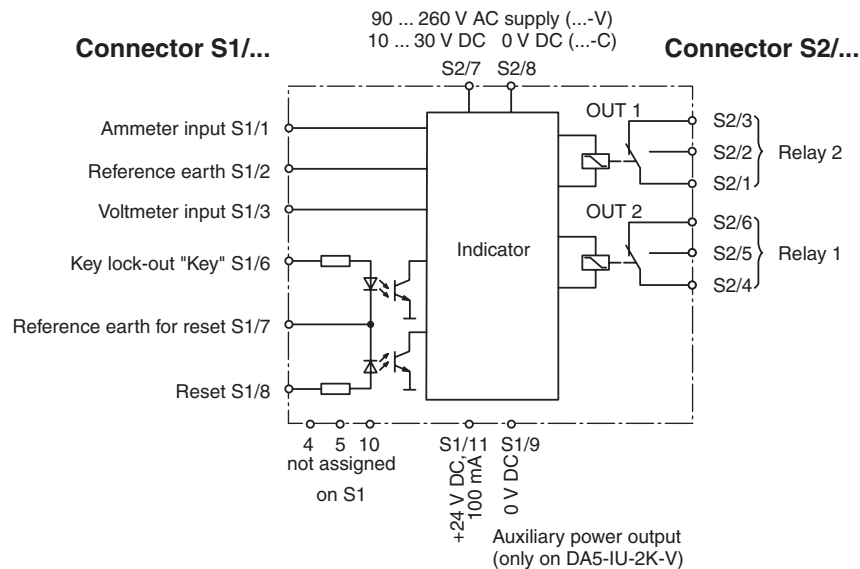 90 ... 260 V AC supply (...-V)
10 ... 30 V DC 0 V DC (...-C)
Connector S1/...
Connector S2/...
S2/7 S2/8
Ammeter input S1/1
Reference earth S1/2
Voltmeter input S1/3
Key lock-out "Key" S1/6
Reference earth for reset S1/7
Reset S1/8
Indicator
OUT 1
S2/3
S2/2
S2/1
Relay 2
OUT 2
S2/6
S2/5
S2/4
Relay 1
4 5 10
not assigned
on S1
S1/11 S1/9
+24 V DC,
100 mA
0 V DC
Auxiliary power output
(only on DA5-IU-2K-V)